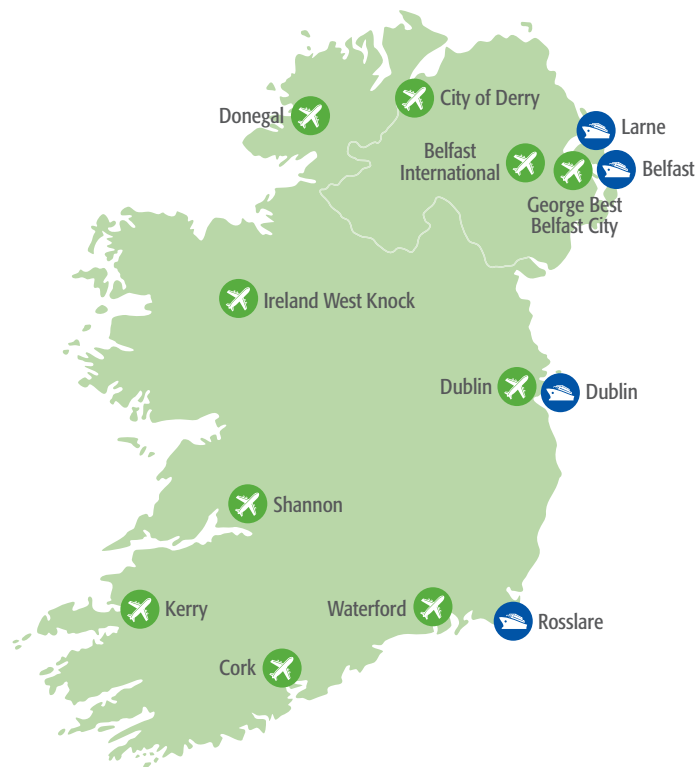 City of Derry
Donegal
Larne
Belfast
International
Belfast
George Best
Belfast City
Ireland West Knock
Dublin
Dublin
Shannon
Kerry
Waterford
Rosslare
Cork